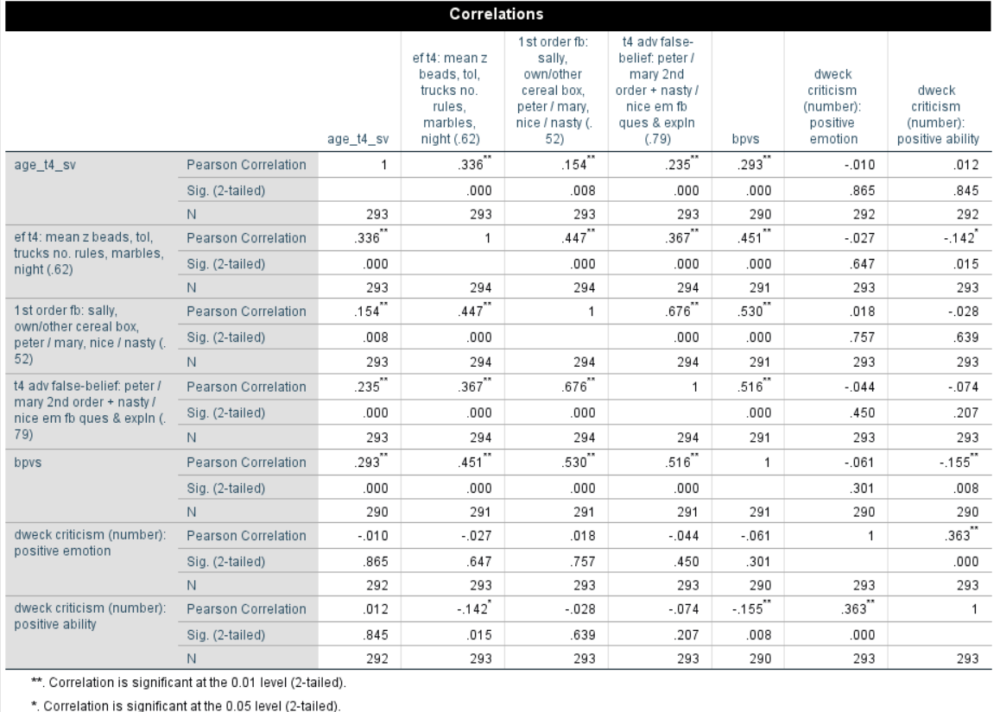 Correlations
age_t4_sv
ef t4: mean z
beads, tol,
trucks no.
rules,
marbles,
night (.62)
1st order fb:
sally,
own/other
cereal box,
peter / mary,
nice / nasty (.
52)
t4 adv false-
belief: peter /
mary 2nd
order + nasty /
nice em fb
ques & expln
(.79)
bpvs
dweck
criticism
(number):
positive
emotion
dweck
criticism
(number):
positive ability
age_t4_sv
Pearson Correlation 1 .336** .154** .235** .293** -.010 .012
Sig. (2-tailed) .000 .008 .000 .000 .865 .845
N 293 293 293 293 290 292 292
ef t4: mean z beads, tol,
trucks no. rules, marbles,
night (.62)
Pearson Correlation .336** 1 .447** .367** .451** -.027 -.142*
Sig. (2-tailed) .000 .000 .000 .000 .647 .015
N 293 294 294 294 291 293 293
1st order fb: sally,
own/other cereal box,
peter / mary, nice / nasty (.
52)
Pearson Correlation .154** .447** 1 .676** .530** .018 -.028
Sig. (2-tailed) .008 .000 .000 .000 .757 .639
N 293 294 294 294 291 293 293
t4 adv false-belief: peter /
mary 2nd order + nasty /
nice em fb ques & expln (.
79)
Pearson Correlation .235** .367** .676** 1 .516** -.044 -.074
Sig. (2-tailed) .000 .000 .000 .000 .450 .207
N 293 294 294 294 291 293 293
bpvs
Pearson Correlation .293** .451** .530** .516** 1 -.061 -.155**
Sig. (2-tailed) .000 .000 .000 .000 .301 .008
N 290 291 291 291 291 290 290
dweck criticism (number):
positive emotion
Pearson Correlation -.010 -.027 .018 -.044 -.061 1 .363**
Sig. (2-tailed) .865 .647 .757 .450 .301 .000
N 292 293 293 293 290 293 293
dweck criticism (number):
positive ability
Pearson Correlation .012 -.142* -.028 -.074 -.155** .363** 1
Sig. (2-tailed) .845 .015 .639 .207 .008 .000
N 292 293 293 293 290 293 293
**. Correlation is significant at the 0.01 level (2-tailed).
*. Correlation is significant at the 0.05 level (2-tailed).